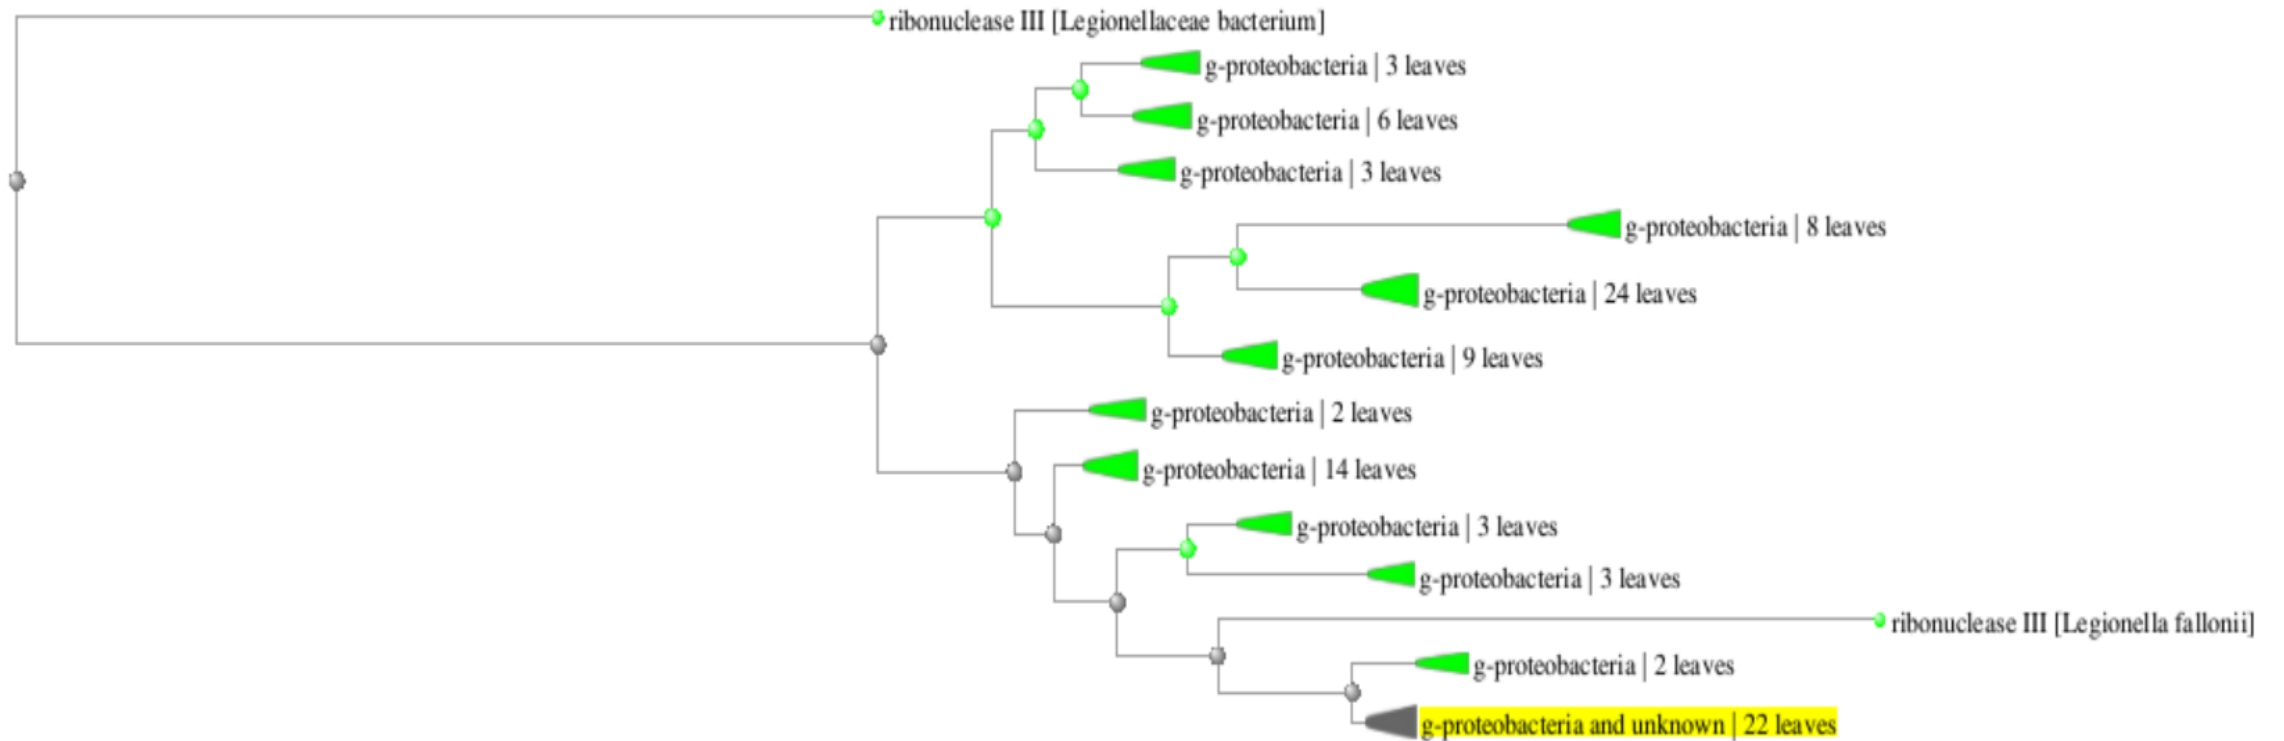 ribonuclease III [Legionellaceae bacterium]
g-proteobacteria | 3 leaves
g-proteobacteria | 6 leaves
g-proteobacteria | 3 leaves
g-proteobacteria | 8 leaves
g-proteobacteria | 24 leaves
g-proteobacteria | 9 leaves
g-proteobacteria | 2 leaves
g-proteobacteria | 14 leaves
g-proteobacteria | 3 leaves
g-proteobacteria | 3 leaves
ribonuclease III [Legionella fallonii]
g-proteobacteria | 2 leaves
g-proteobacteria and unknown | 22 leaves